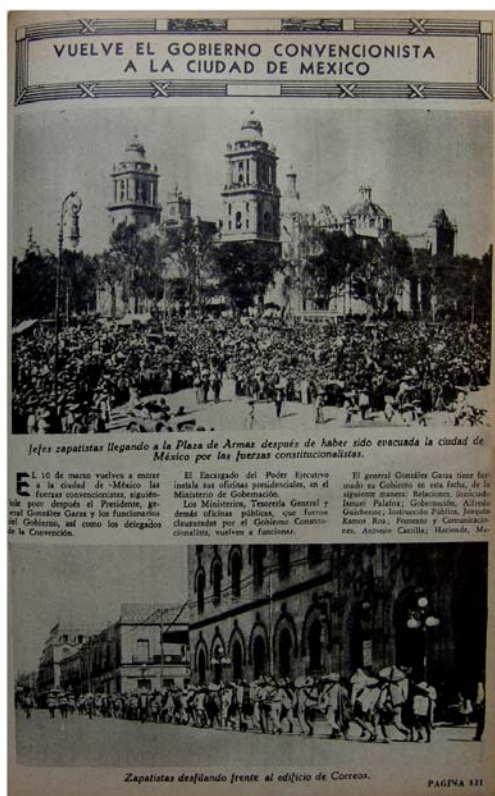 VUELVE EL GOBIERNO CONVENCIONISTA
A LA CIUDAD DE MEXICO
Jefes zapatistas llegando a la Plaza de Armas después de haber sido evacuada la ciudad de
México por las fuerzas constitucionalistas.
EL 10 de marzo vuelven a entrar
a la ciudad de México las
fuerzas convencionistas, siguién-
dole poco después el Presidente, ge-
neral González Garza y los funcionarios
del Gobierno, así como los delegados
de la Convención.
El Encargado del Poder Ejecutivo
instala sus oficinas presidenciales, en el
Ministerio de Gobernación.
Los Ministerios, Tesorería General y
demás oficinas públicas, que fueron
clausuradas por el Gobierno Constitu-
cionalista, vuelven a funcionar.
El general González Garza tiene for-
mado su Gobierno en esta fecha, de la
siguiente manera: Relaciones, licenciado
Ismael Palafox; Gobernación, Alfredo
Instrucción Pública, Joaquín
Ramos Roa; Fomento y Comunicacio-
nes, Antonio Castilla; Hacienda, Ma-
Zapatistas desfilando frente al edificio de Correos.
PAGINA 831